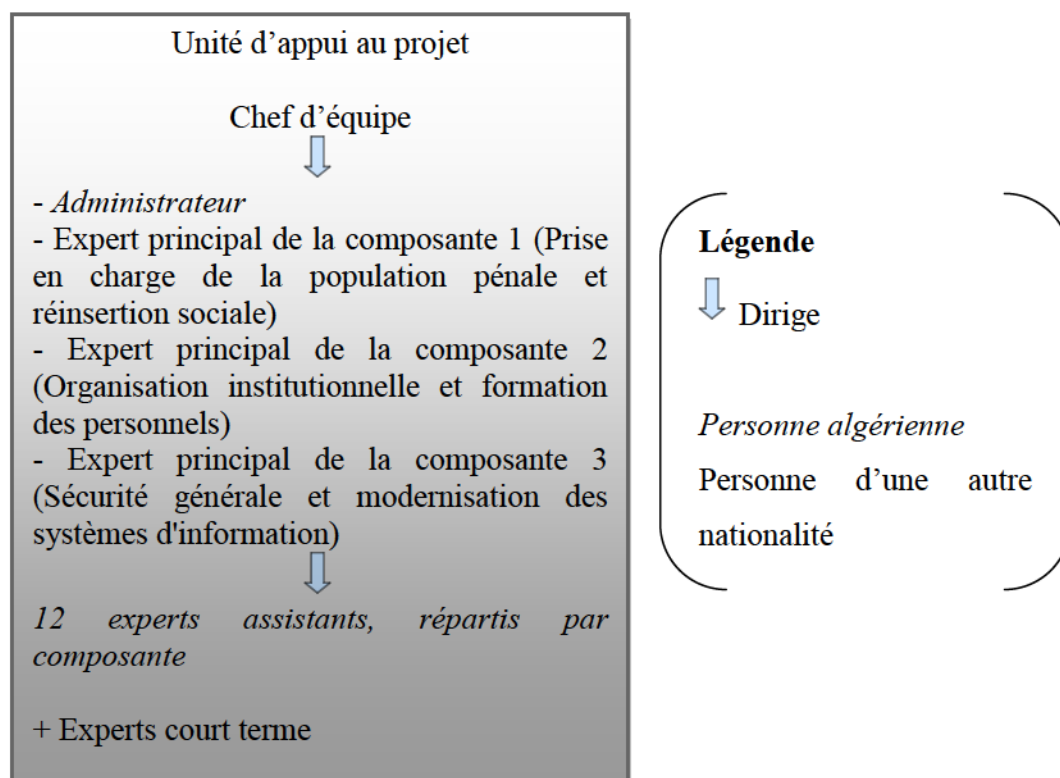 Unité d’appui au projet
Chef d’équipe
- Administrateur
- Expert principal de la composante 1 (Prise
en charge de la population pénale et
réinsertion sociale)
- Expert principal de la composante 2
(Organisation institutionnelle et formation
des personnels)
- Expert principal de la composante 3
(Sécurité générale et modernisation des
systèmes d'information)
12 experts assistants, répartis par
composante
+ Experts court terme
Légende
Dirige
Personne algérienne
Personne d’une autre
nationalité